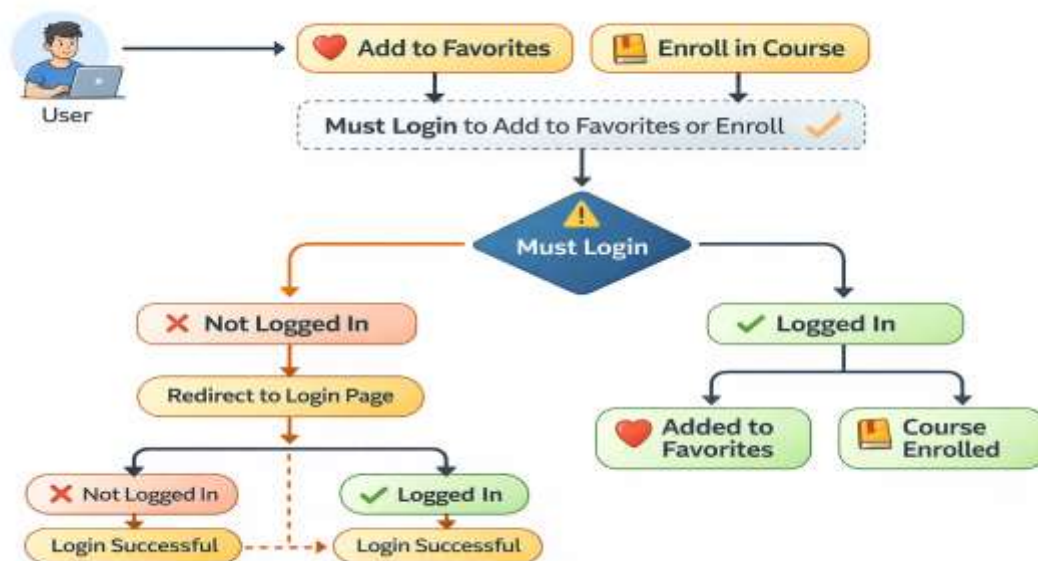 Add to Favorites
Enroll in Course
User
Must Login to Add to Favorites or Enroll
Must Login
Not Logged In
Logged In
Redirect to Login Page
Added to
Favorites
Course
Enrolled
Not Logged In
Logged In
Login Successful
Login Successful